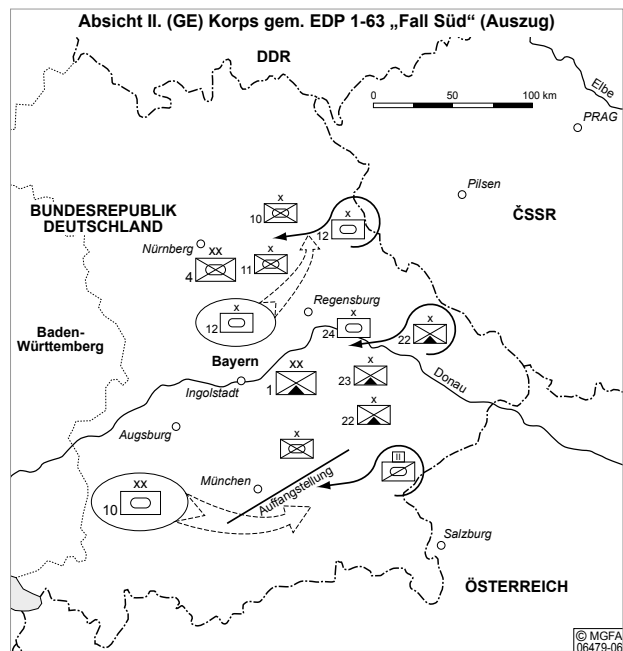 Absicht II. (GE) Korps gem. EDP 1-63 „Fall Süd“ (Auszug)
DDR
Elbe
0 50 100 km
PRAG
Pilsen
BUNDESREPUBLIK
DEUTSCHLAND
ČSSR
x
10
x
12
Nürnberg
xx
4
x
11
x
12
Regensburg
Baden-
Württemberg
x
24
x
22
Bayern
xx
1
Ingolstadt
x
23
Donau
x
22
Augsburg
x
II
München
Auffangstellung
xx
10
Salzburg
ÖSTERREICH
© MGFA
06479-06